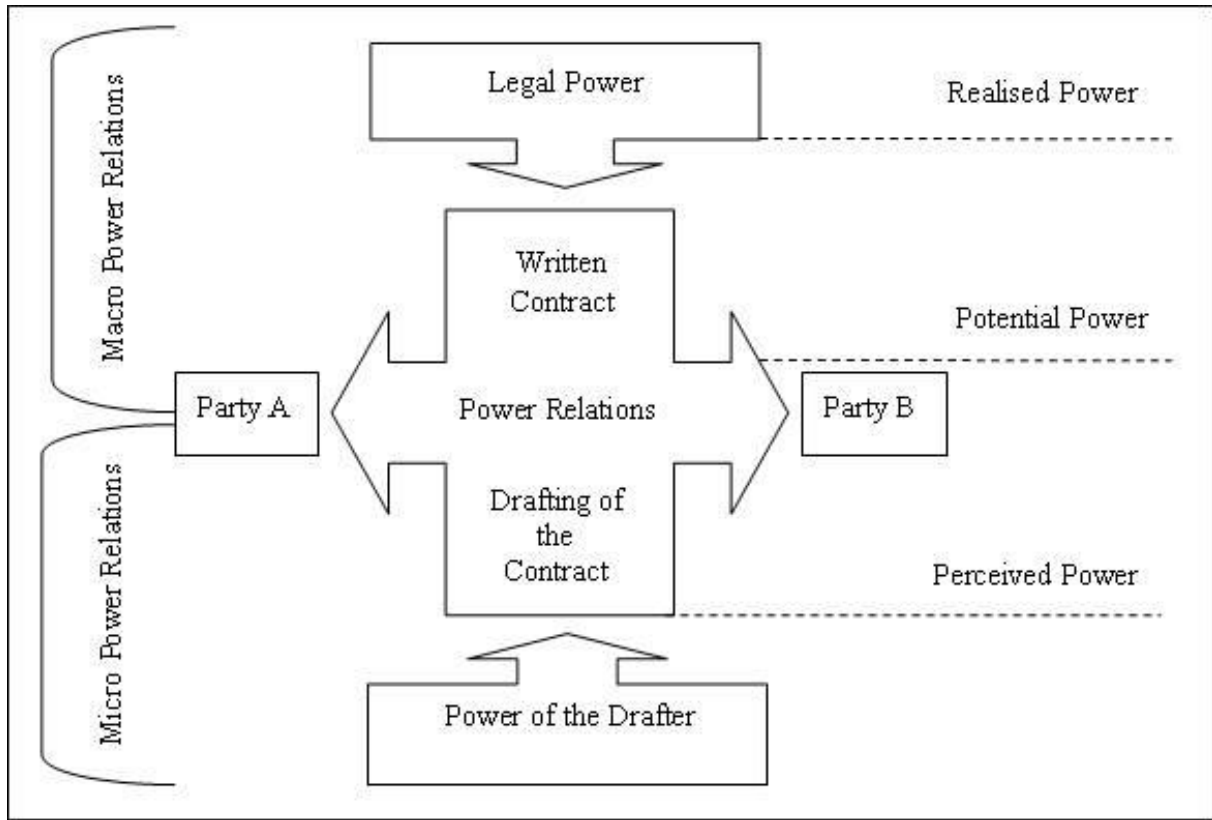 Legal Power
Realised Power
Macro Power Relations
Written
Contract
Potential Power
Party A
Power Relations
Party B
Micro Power Relations
Drafting of
the
Contract
Perceived Power
Power of the Drafter